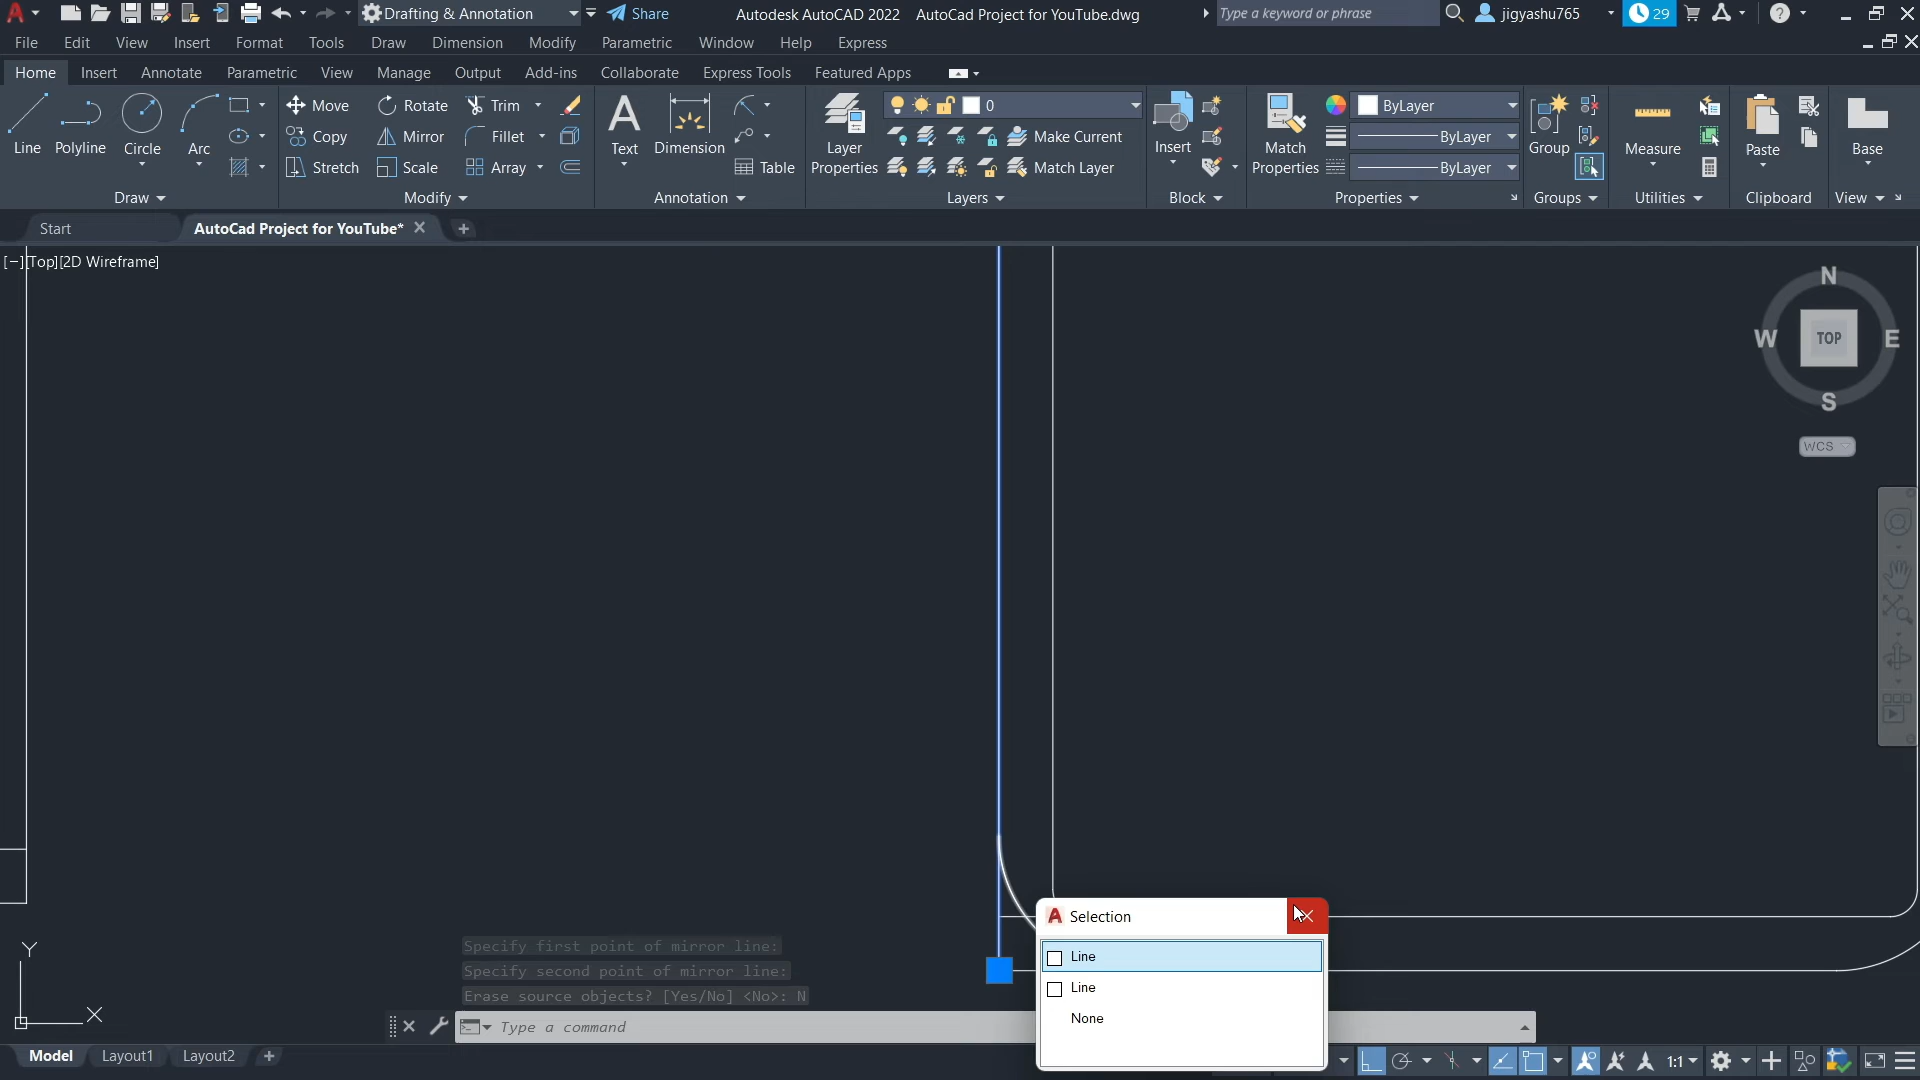 Drafting & Annotation
Share
Autodesk AutoCAD 2022 AutoCad Project for YouTube.dwg
Type a keyword or phrase
jigyashu765
29
File Edit View Insert Format Tools Draw Dimension Modify Parametric Window Help Express
Home Insert Annotate Parametric View Manage Output Add-ins Collaborate Express Tools Featured Apps
Line Polyline Circle Arc
Move Rotate Trim
Copy Mirror Fillet
Stretch Scale Array
Text Dimension
Table
Layer
Properties
0
Make Current
Match Layer
Insert
Match
Properties
ByLayer
ByLayer
ByLayer
Group
Measure
Paste
Base
Draw Modify Annotation Layers Block Properties Groups Utilities Clipboard View
Start AutoCad Project for YouTube*
[−][Top][2D Wireframe]
N
W TOP E
S
WCS
Y
X
Selection
Line
Line
None
Specify first point of mirror line:
Specify second point of mirror line:
Erase source objects? [Yes/No] <No>: N
Type a command
Model Layout1 Layout2
1:1